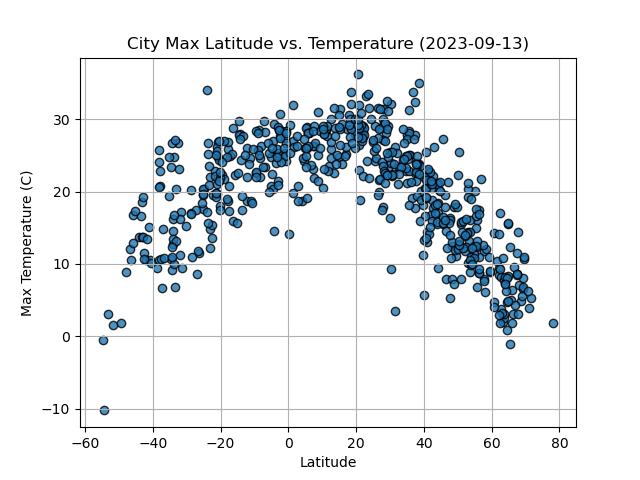 City Max Latitude vs. Temperature (2023-09-13)
Max Temperature (C)
30
20
10
0
−10
−60 −40 −20 0 20 40 60 80
Latitude